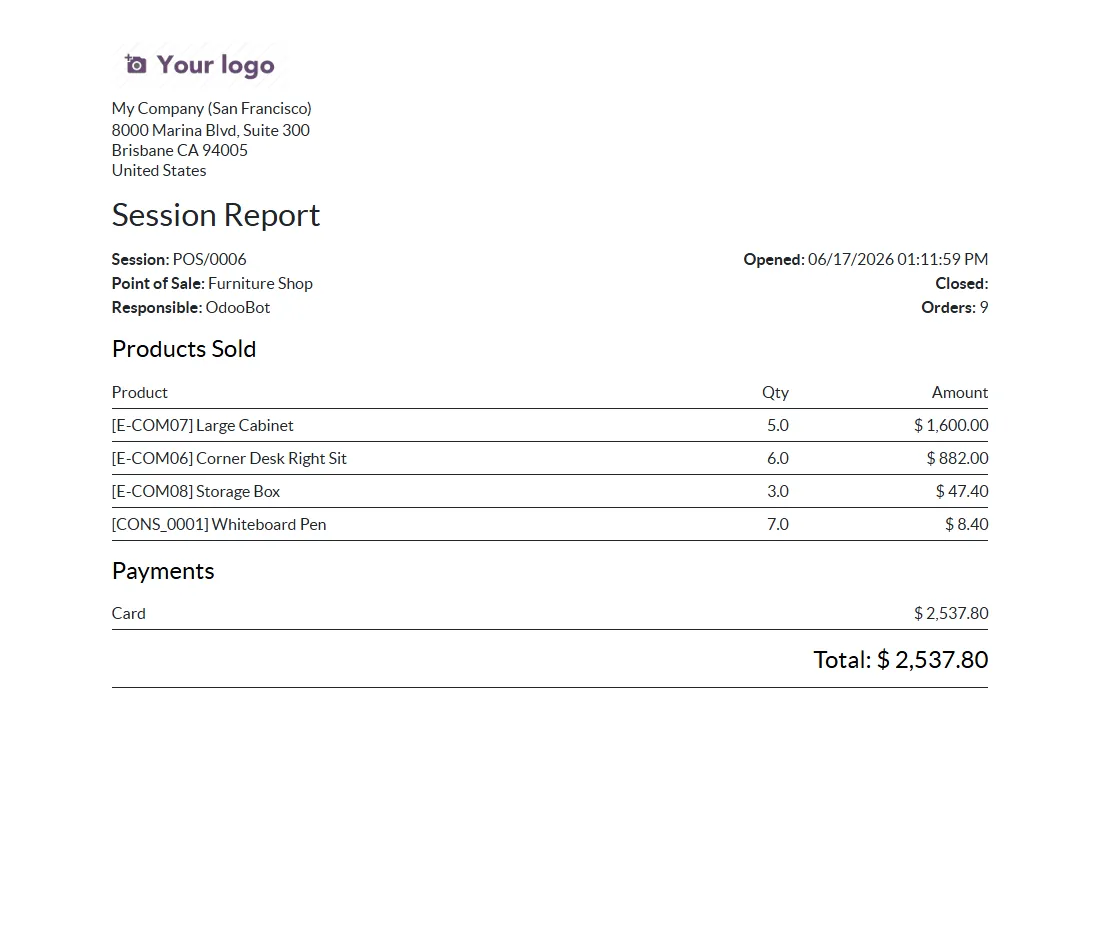 Your logo
My Company (San Francisco)
8000 Marina Blvd, Suite 300
Brisbane CA 94005
United States
Session Report
Session: POS/0006 Opened: 06/17/2026 01:11:59 PM
Point of Sale: Furniture Shop Closed:
Responsible: OdooBot Orders: 9
Products Sold
Product Qty Amount
[E-COM07] Large Cabinet 5.0 $ 1,600.00
[E-COM06] Corner Desk Right Sit 6.0 $ 882.00
[E-COM08] Storage Box 3.0 $ 47.40
[CONS_0001] Whiteboard Pen 7.0 $ 8.40
Payments
Card $ 2,537.80
Total: $ 2,537.80